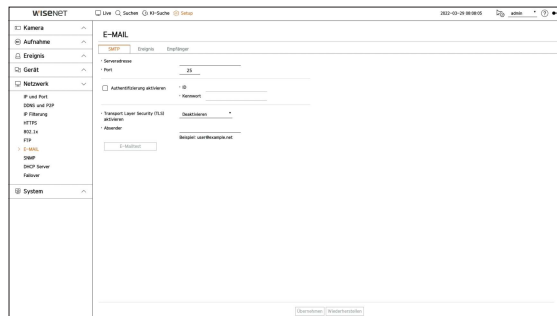 WISENET
Live Suchen KI-Suche Setup
2023-03-29 08:08:05 admin
Kamera
Aufnahme
Ereignis
Gerät
Netzwerk
IP und Port
DDNS und P2P
IP Filterung
HTTPS
802.1x
FTP
E-MAIL
SNMP
DHCP Server
Failover
System
E-MAIL
SMTP Ereignis Empfänger
Serveradresse
Port 25
Authentifizierung aktivieren
ID
Kennwort
Transport Layer Security (TLS) aktivieren Deaktivieren
Absender
Beispiel: user@example.net
E-Mailtest
Übernehmen Wiederherstellen